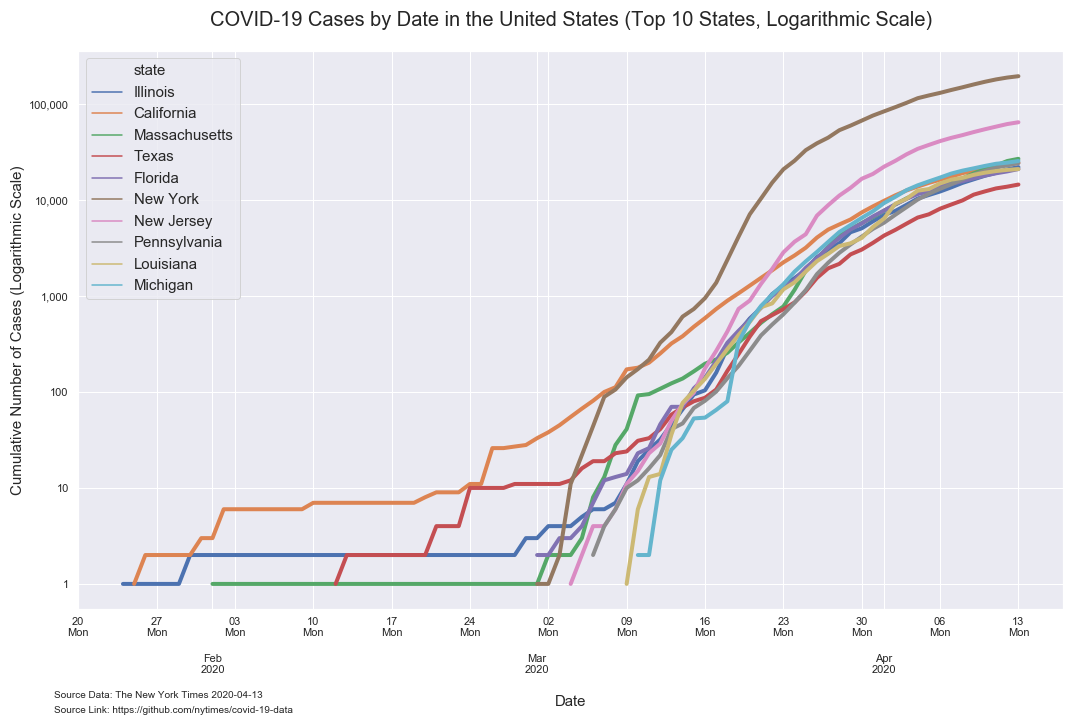 COVID-19 Cases by Date in the United States (Top 10 States, Logarithmic Scale)
Cumulative Number of Cases (Logarithmic Scale)
100,000
10,000
1,000
100
10
1
state
Illinois
California
Massachusetts
Texas
Florida
New York
New Jersey
Pennsylvania
Louisiana
Michigan
20 27 03 10 17 24 02 09 16 23 30 06 13
Mon Mon Mon Mon Mon Mon Mon Mon Mon Mon Mon Mon Mon
Feb Mar Apr
2020 2020 2020
Date
Source Data: The New York Times 2020-04-13
Source Link: https://github.com/nytimes/covid-19-data